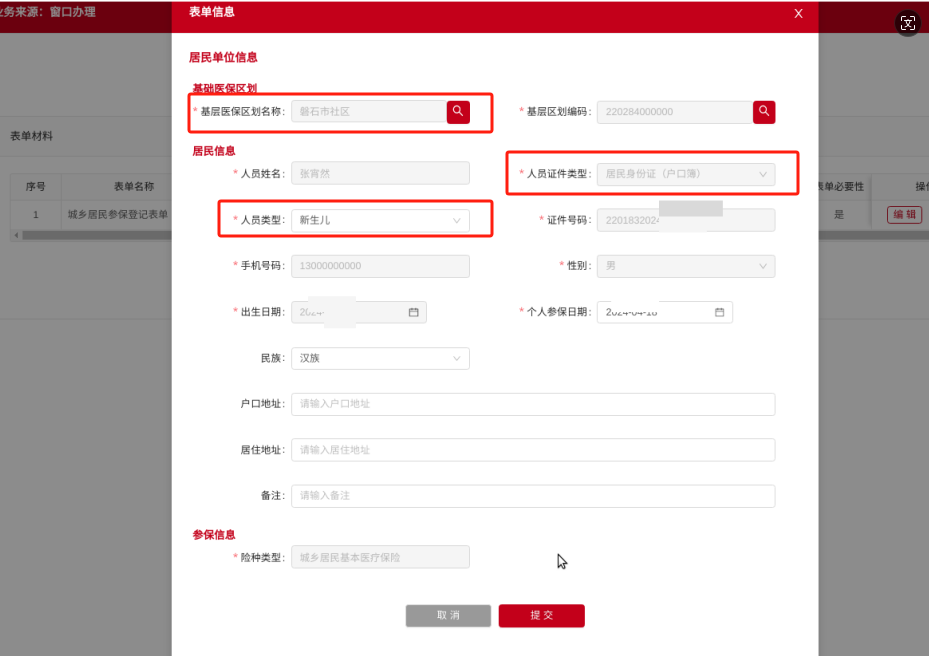 业务来源：窗口办理
表单信息
X
居民单位信息
基础医保区划
* 基层医保区划名称: 磐石市社区
* 基层区划编码: 220284000000
表单材料
居民信息
* 人员姓名: 张宵然
* 人员证件类型: 居民身份证（户口簿）
序号 表单名称 表单必要性 操作
1 城乡居民参保登记表单 是 编 辑
* 人员类型: 新生儿
* 证件号码: 2201832024
* 手机号码: 13000000000
* 性别: 男
* 出生日期: 2024-
* 个人参保日期: 2024-04-18
民族: 汉族
户口地址: 请输入户口地址
居住地址: 请输入居住地址
备注: 请输入备注
参保信息
* 险种类型: 城乡居民基本医疗保险
取 消
提 交